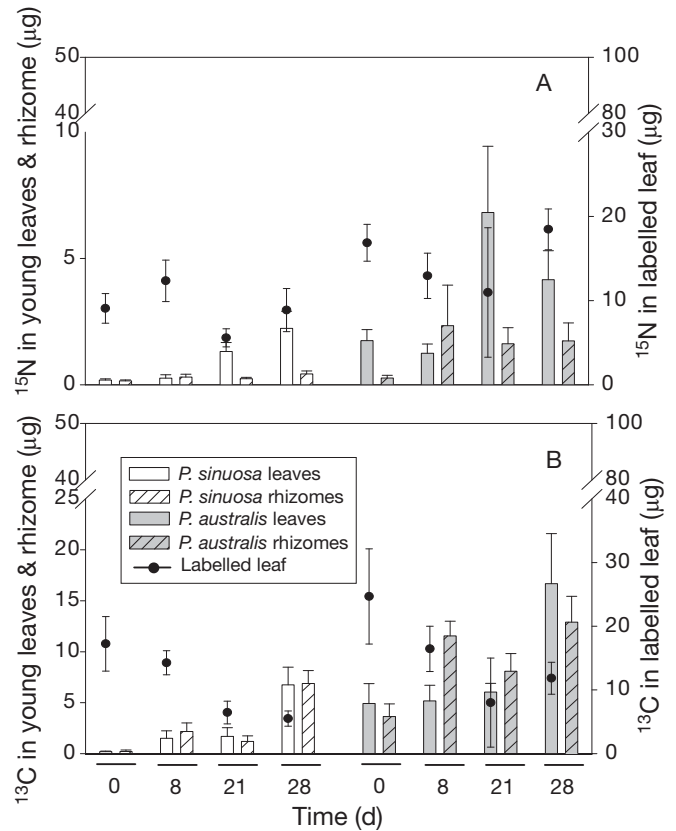 50
40
10
5
0
100
80
30
20
10
0
A
¹⁵N in young leaves & rhizome (µg)
¹⁵N in labelled leaf (µg)
50
40
25
20
15
10
5
0
100
80
40
30
20
10
0
B
P. sinuosa leaves
P. sinuosa rhizomes
P. australis leaves
P. australis rhizomes
Labelled leaf
¹³C in young leaves & rhizome (µg)
¹³C in labelled leaf (µg)
0 8 21 28 0 8 21 28
Time (d)